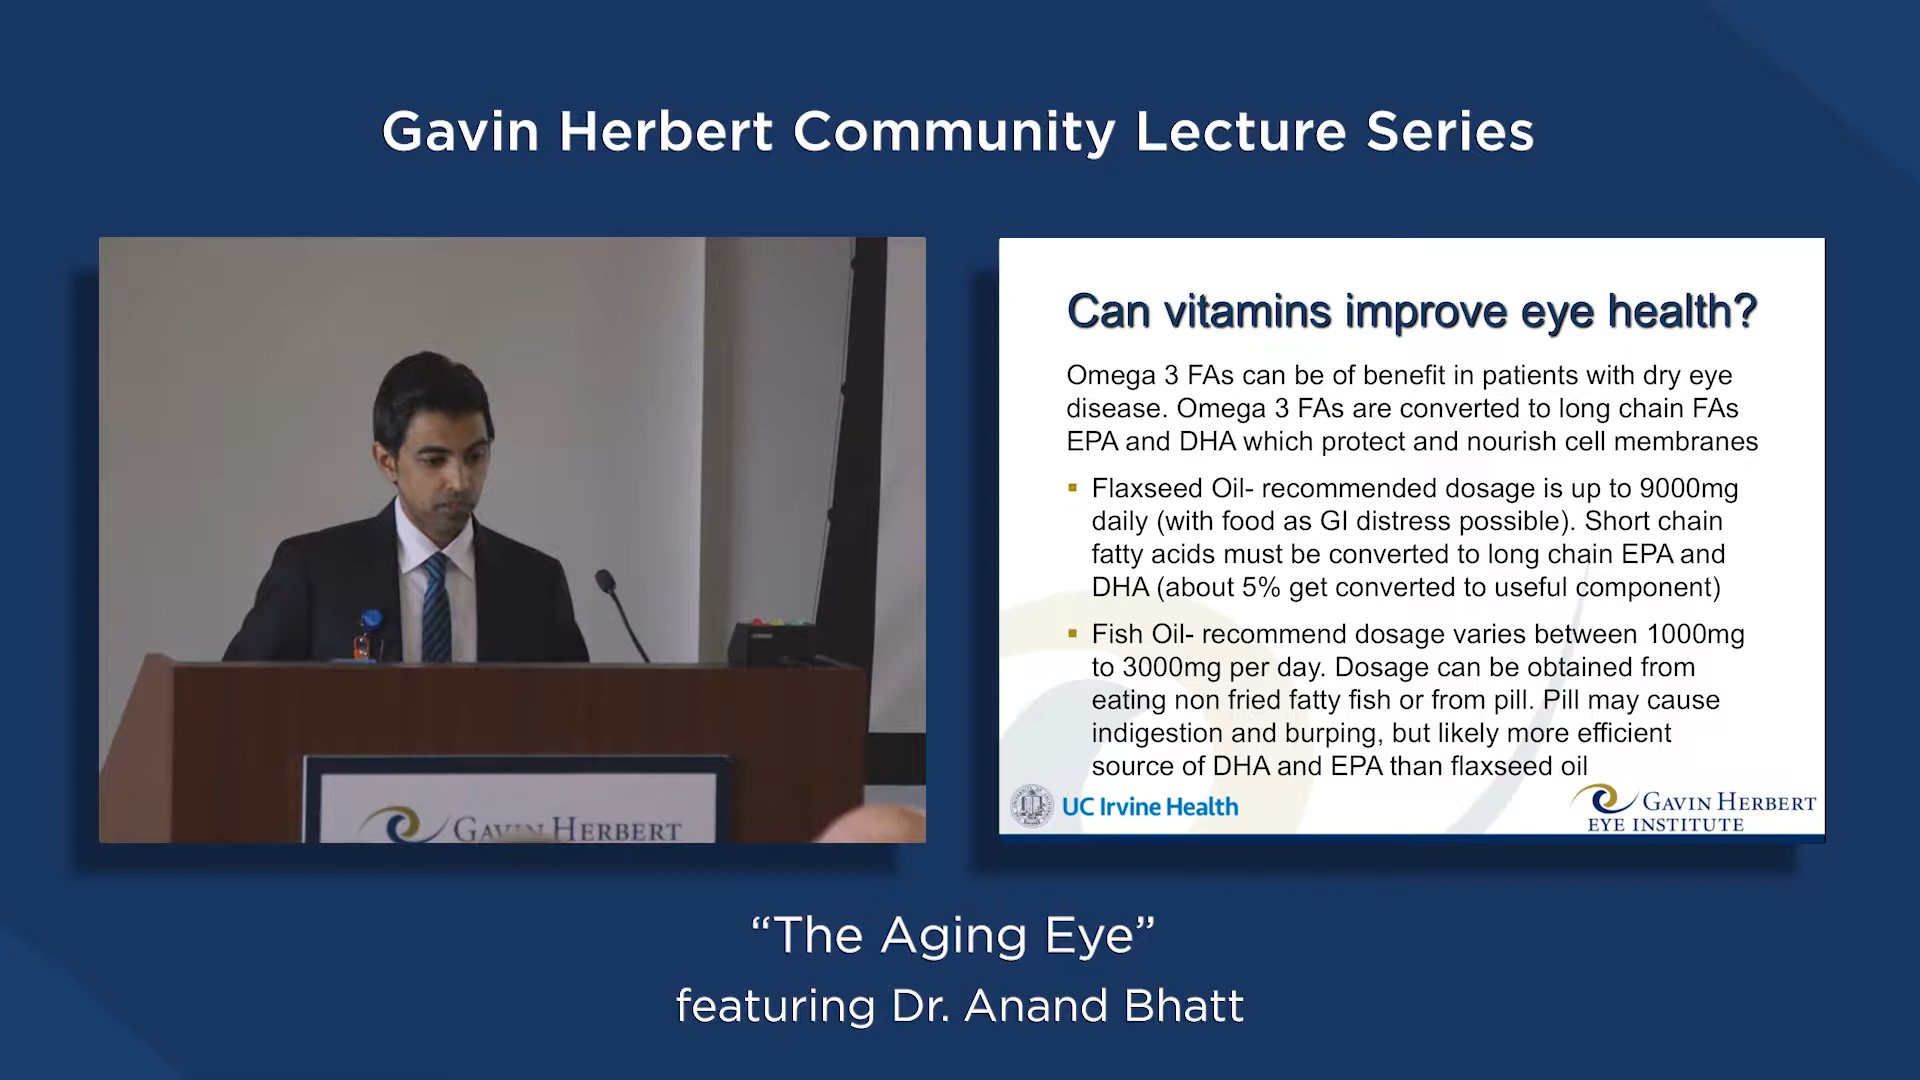 Gavin Herbert Community Lecture Series
GAVIN HERBERT
Can vitamins improve eye health?
Omega 3 FAs can be of benefit in patients with dry eye
disease. Omega 3 FAs are converted to long chain FAs
EPA and DHA which protect and nourish cell membranes
▪ Flaxseed Oil- recommended dosage is up to 9000mg
daily (with food as GI distress possible). Short chain
fatty acids must be converted to long chain EPA and
DHA (about 5% get converted to useful component)
▪ Fish Oil- recommend dosage varies between 1000mg
to 3000mg per day. Dosage can be obtained from
eating non fried fatty fish or from pill. Pill may cause
indigestion and burping, but likely more efficient
source of DHA and EPA than flaxseed oil
UC Irvine Health
GAVIN HERBERT
EYE INSTITUTE
“The Aging Eye”
featuring Dr. Anand Bhatt